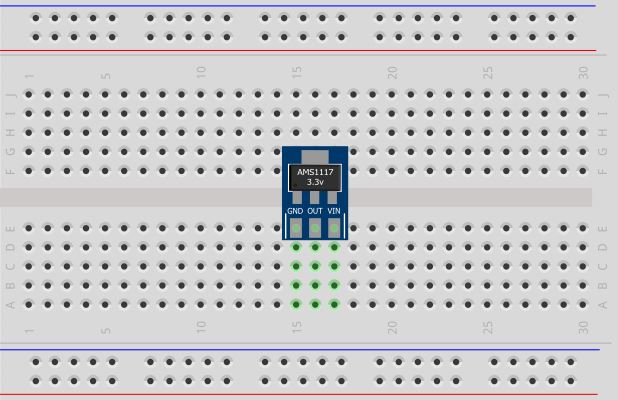 1 5 10 15 20 25 30
J J
I I
H H
G G
F F
AMS1117
3.3v
GND OUT VIN
E E
D D
C C
B B
A A
1 5 10 15 20 25 30